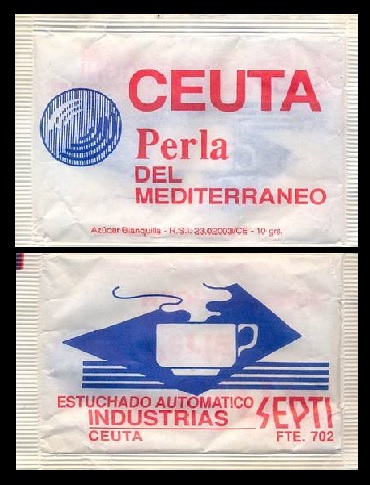 CEUTA
Perla
DEL
MEDITERRANEO
Azúcar Blanquilla - R.S.I: 23.02003/CE - 10 grs.
ESTUCHADO AUTOMATICO
INDUSTRIAS SEPTI
CEUTA FTE. 702